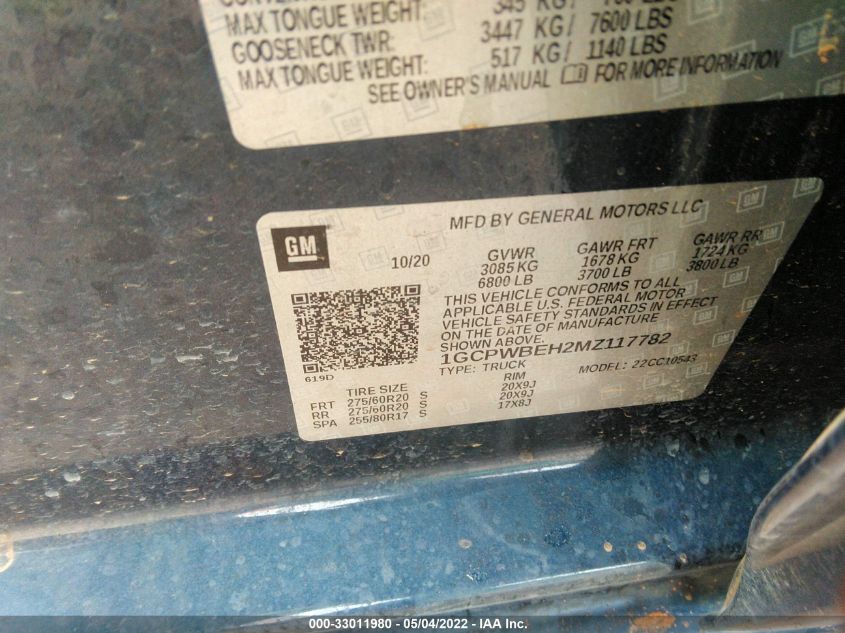 345 KG/
MAX TONGUE WEIGHT: 3447 KG/ 7600 LBS
GOOSENECK TWR: 517 KG/ 1140 LBS
MAX TONGUE WEIGHT:
SEE OWNER'S MANUAL FOR MORE INFORMATION
GM
MFD BY GENERAL MOTORS LLC
10/20 GVWR GAWR FRT GAWR RR
3085 KG 1678 KG 1724 KG
6800 LB 3700 LB 3800 LB
THIS VEHICLE CONFORMS TO ALL
APPLICABLE U.S. FEDERAL MOTOR
VEHICLE SAFETY STANDARDS IN EFFECT
ON THE DATE OF MANUFACTURE
1GCPWBEH2MZ117782
TYPE: TRUCK MODEL: 22CC10543
619D
TIRE SIZE RIM
FRT 275/60R20 S 20X9J
RR 275/60R20 S 20X9J
SPA 255/80R17 S 17X8J
000-33011980 - 05/04/2022 - IAA Inc.